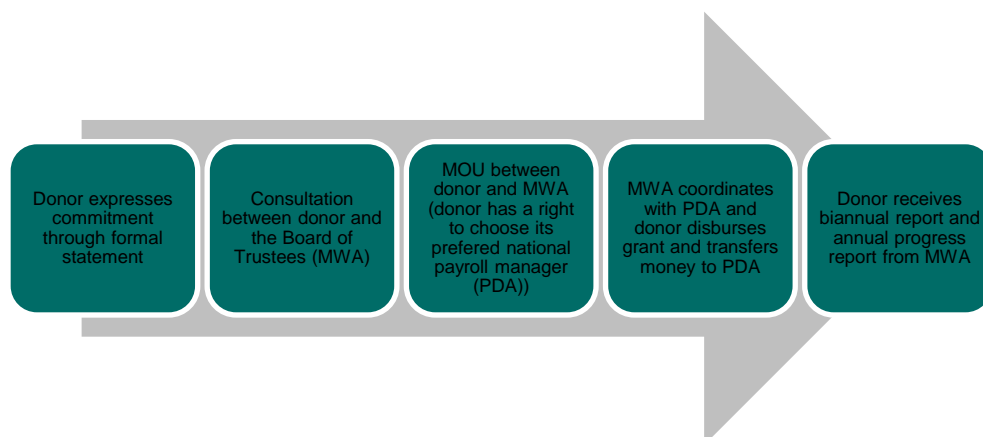 Donor expresses
commitment
through formal
statement
Consultation
between donor and
the Board of
Trustees (MWA)
MOU between
donor and MWA
(donor has a right
to choose its
prefered national
payroll manager
(PDA))
MWA coordinates
with PDA and
donor disburses
grant and transfers
money to PDA
Donor receives
biannual report and
annual progress
report from MWA